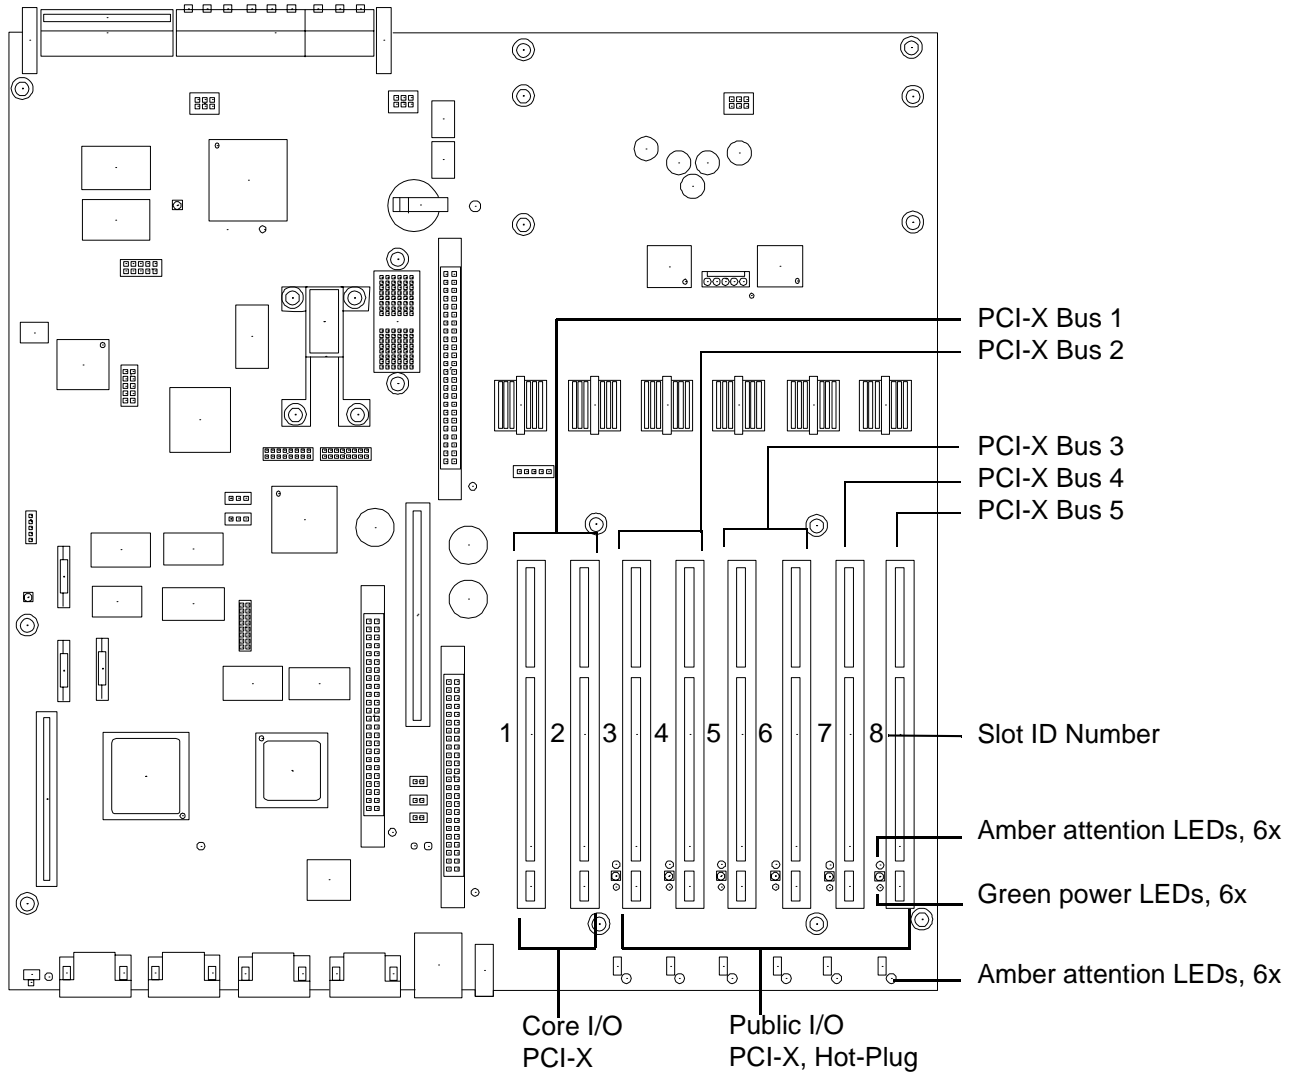 PCI-X Bus 1
PCI-X Bus 2
PCI-X Bus 3
PCI-X Bus 4
PCI-X Bus 5
1 2 3 4 5 6 7 8
Slot ID Number
Amber attention LEDs, 6x
Green power LEDs, 6x
Amber attention LEDs, 6x
Core I/O
PCI-X
Public I/O
PCI-X, Hot-Plug